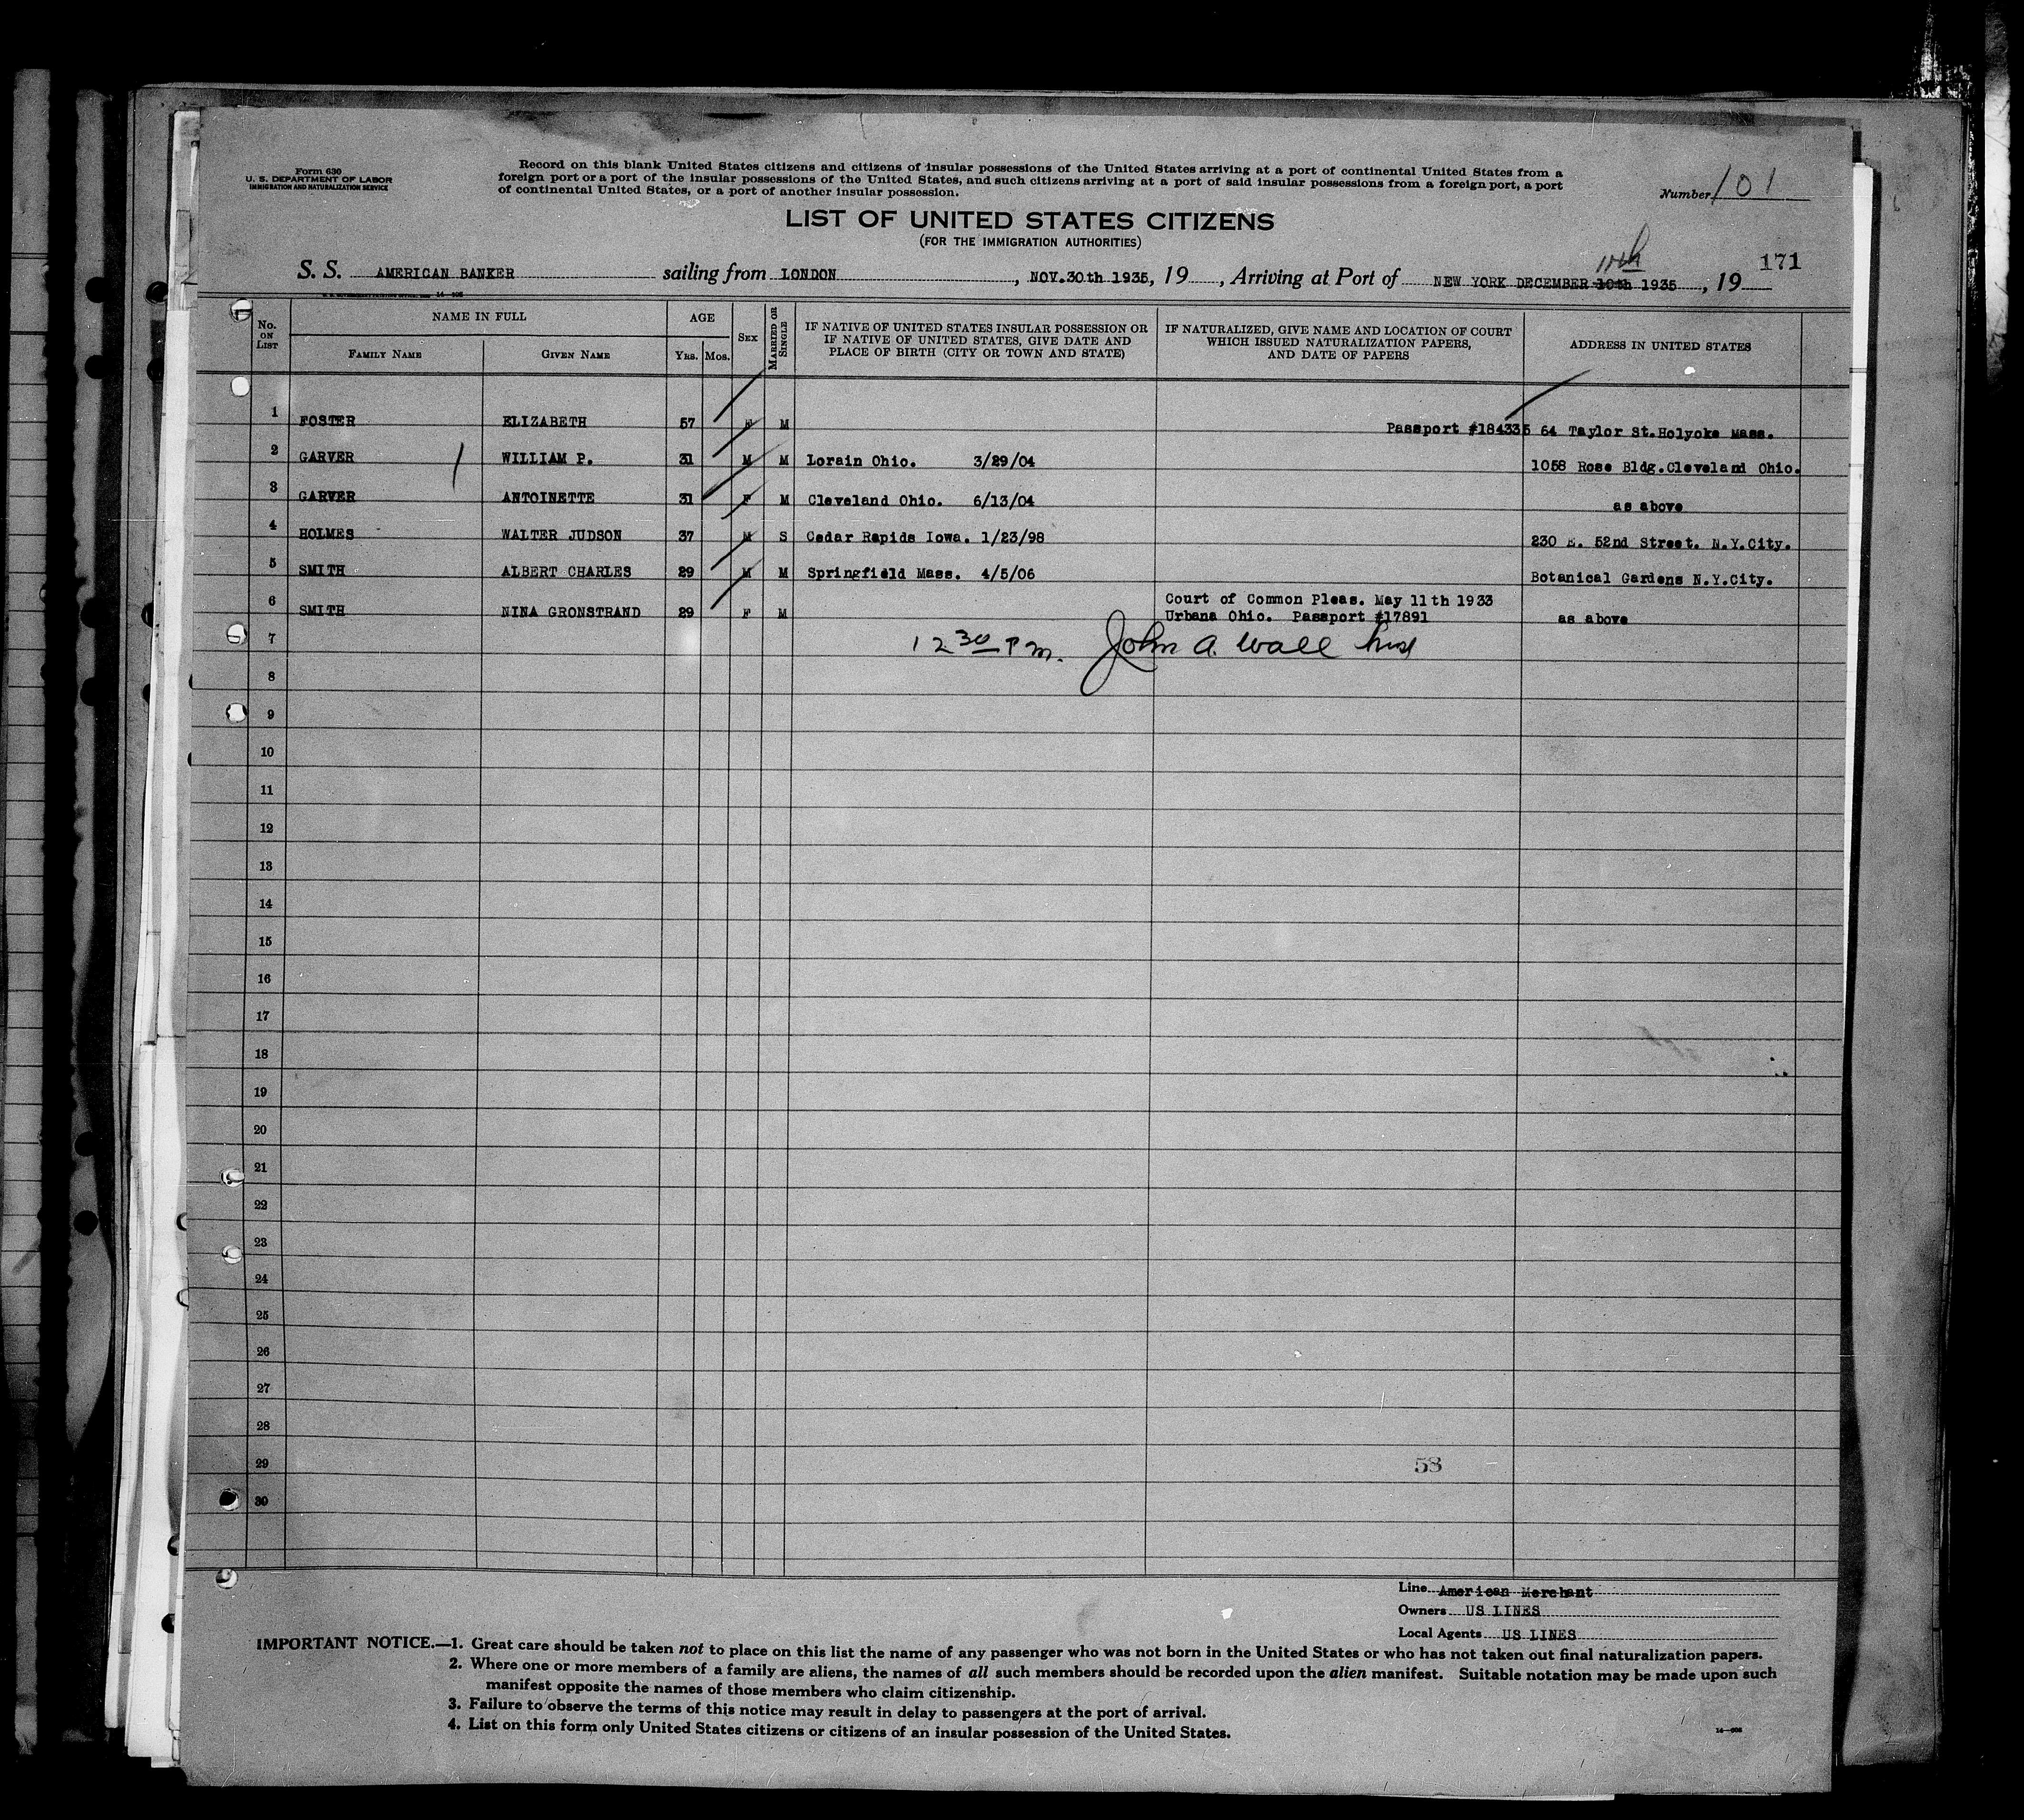 Form 630
U. S. DEPARTMENT OF LABOR
IMMIGRATION AND NATURALIZATION SERVICE
Record on this blank United States citizens and citizens of insular possessions of the United States arriving at a port of continental United States from a
foreign port or a port of the insular possessions of the United States, and such citizens arriving at a port of said insular possessions from a foreign port, a port
of continental United States, or a port of another insular possession.
Number 101
LIST OF UNITED STATES CITIZENS
(FOR THE IMMIGRATION AUTHORITIES)
11th
171
S. S. AMERICAN BANKER sailing from LONDON, NOV.30th 1935, 19, Arriving at Port of NEW YORK DECEMBER 10th 1935, 19
No. ON LIST
NAME IN FULL
FAMILY NAME
GIVEN NAME
AGE
YRS.
MOS.
SEX
MARRIED OR SINGLE
IF NATIVE OF UNITED STATES INSULAR POSSESSION OR
IF NATIVE OF UNITED STATES, GIVE DATE AND
PLACE OF BIRTH (CITY OR TOWN AND STATE)
IF NATURALIZED, GIVE NAME AND LOCATION OF COURT
WHICH ISSUED NATURALIZATION PAPERS,
AND DATE OF PAPERS
ADDRESS IN UNITED STATES
1 FOSTER ELIZABETH 57 F M Passport #184335 64 Taylor St.Holyoke Mass.
2 GARVER WILLIAM P. 31 M M Lorain Ohio. 3/29/04 1058 Rose Bldg.Cleveland Ohio.
3 GARVER ANTOINETTE 31 F M Cleveland Ohio. 6/13/04 as above
4 HOLMES WALTER JUDSON 37 M S Cedar Rapids Iowa. 1/23/98 230 E. 52nd Street. N.Y.City.
5 SMITH ALBERT CHARLES 29 M M Springfield Mass. 4/5/06 Botanical Gardens N.Y.City.
6 SMITH NINA GRONSTRAND 29 F M Court of Common Pleas. May 11th 1933
Urbana Ohio. Passport #17891 as above
7 12 30 PM. John A. Wall
8
9
10
11
12
13
14
15
16
17
18
19
20
21
22
23
24
25
26
27
28
29 58
30
Line American Merchant
Owners US LINES
Local Agents US LINES
IMPORTANT NOTICE.—1. Great care should be taken not to place on this list the name of any passenger who was not born in the United States or who has not taken out final naturalization papers.
2. Where one or more members of a family are aliens, the names of all such members should be recorded upon the alien manifest. Suitable notation may be made upon such
manifest opposite the names of those members who claim citizenship.
3. Failure to observe the terms of this notice may result in delay to passengers at the port of arrival.
4. List on this form only United States citizens or citizens of an insular possession of the United States.